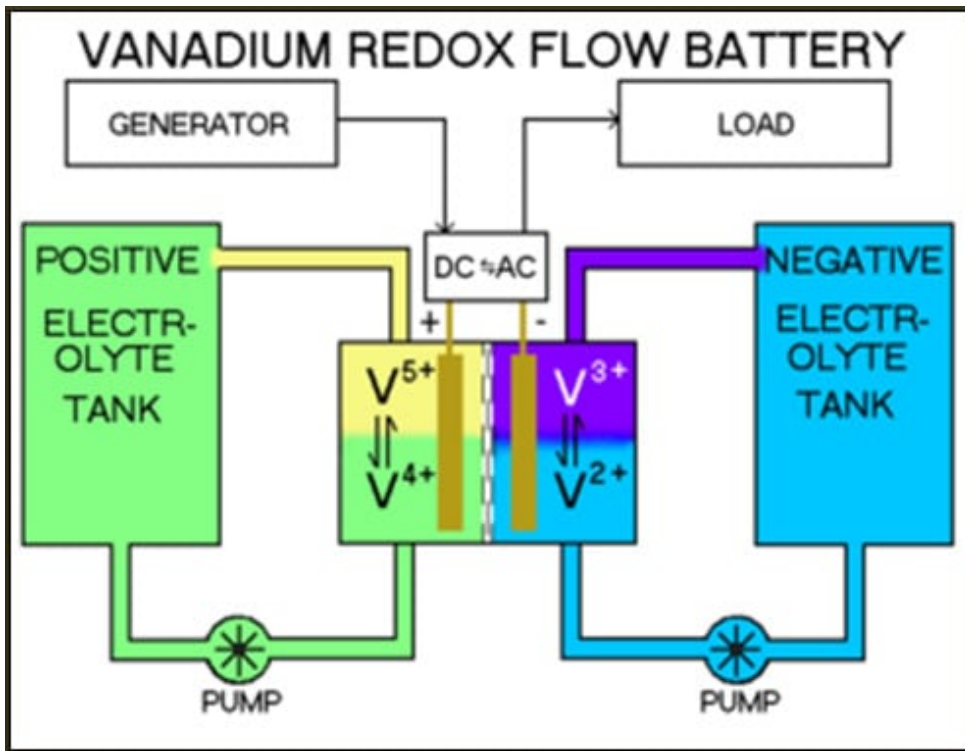 VANADIUM REDOX FLOW BATTERY
GENERATOR
LOAD
POSITIVE
ELECTR-
OLYTE
TANK
DC ⇆ AC
+
-
NEGATIVE
ELECTR-
OLYTE
TANK
V⁵⁺
V⁴⁺
V³⁺
V²⁺
PUMP
PUMP